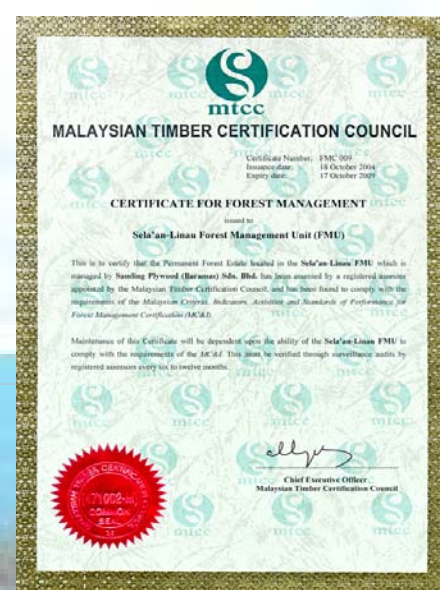 mtcc
MALAYSIAN TIMBER CERTIFICATION COUNCIL
Certificate Number: FMC 009
Issuance date: 18 October 2004
Expiry date: 17 October 2009
CERTIFICATE FOR FOREST MANAGEMENT
issued to
Sela'an-Linau Forest Management Unit (FMU)
This is to certify that the Permanent Forest Estate located in the Sela'an-Linau FMU which is
managed by Samling Plywood (Baramas) Sdn. Bhd. has been assessed by a registered assessor
appointed by the Malaysian Timber Certification Council, and has been found to comply with the
requirements of the Malaysian Criteria, Indicators, Activities and Standards of Performance for
Forest Management Certification (MC&I).
Maintenance of this Certificate will be dependent upon the ability of the Sela'an-Linau FMU to
comply with the requirements of the MC&I. This must be verified through surveillance audits by
registered assessors every six to twelve months.
COMMON
SEAL
Chief Executive Officer
Malaysian Timber Certification Council